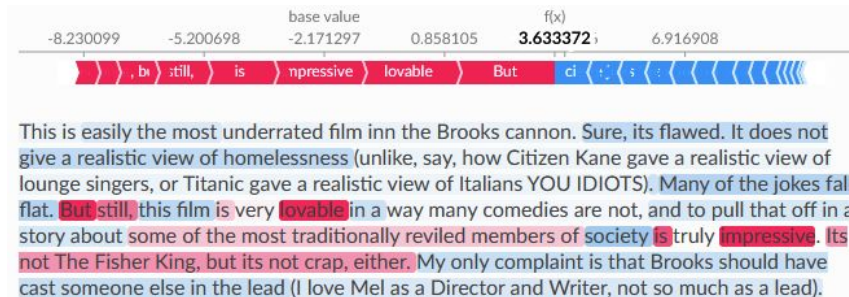 base value f(x)
-8.230099 -5.200698 -2.171297 0.858105 3.633372 6.916908
still, is lovable But ci
This is easily the most underrated film inn the Brooks cannon. Sure, its flawed. It does not
give a realistic view of homelessness (unlike, say, how Citizen Kane gave a realistic view of
lounge singers, or Titanic gave a realistic view of Italians YOU IDIOTS). Many of the jokes fall
flat. But still, this film is very lovable in a way many comedies are not, and to pull that off in a
story about some of the most traditionally reviled members of society is truly impressive. Its
not The Fisher King, but its not crap, either. My only complaint is that Brooks should have
cast someone else in the lead (I love Mel as a Director and Writer, not so much as a lead).